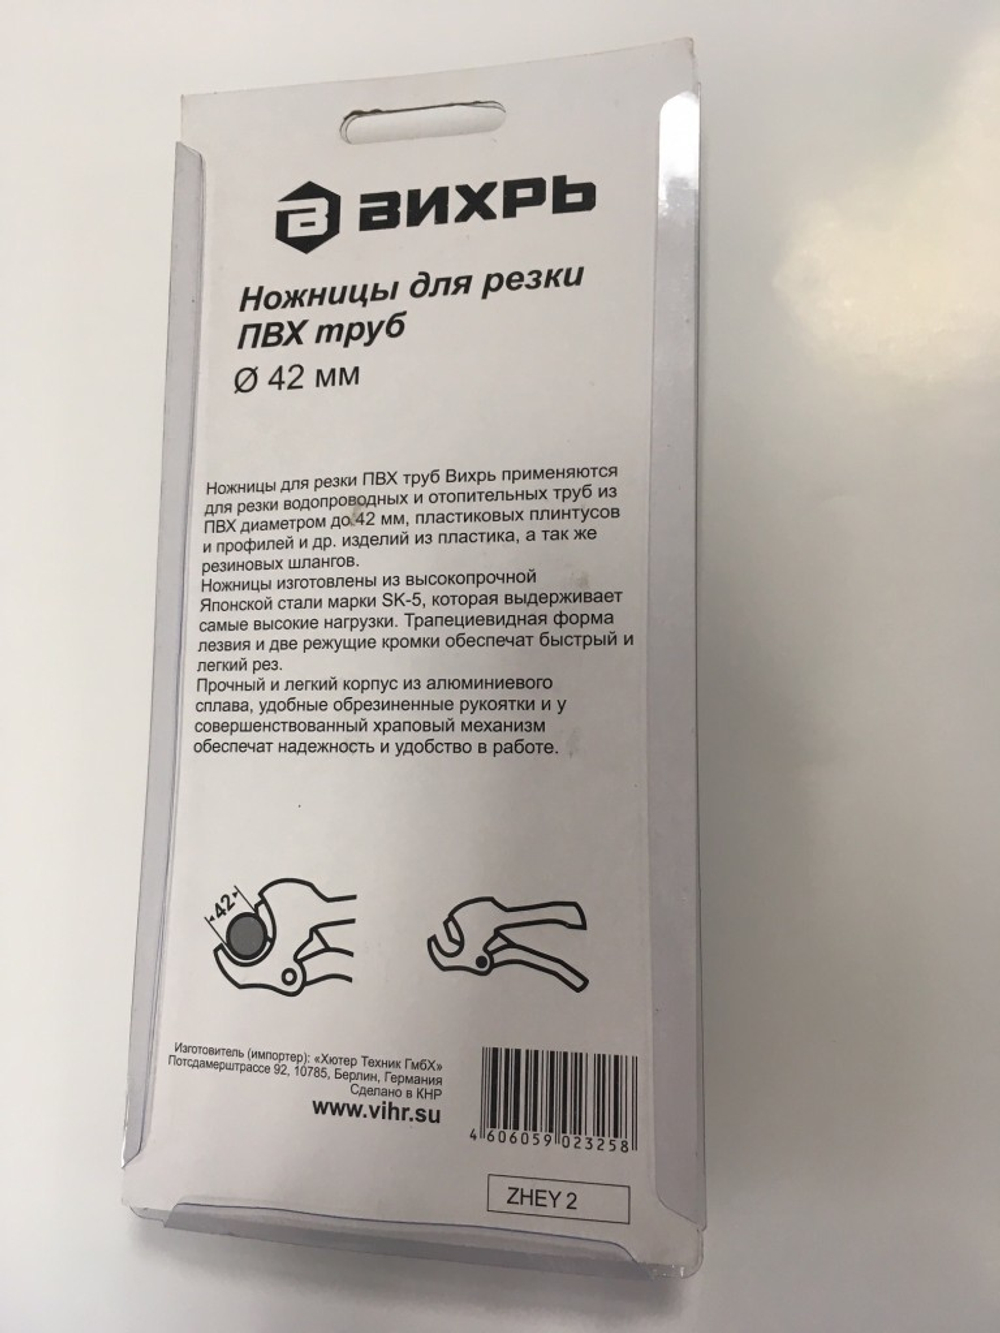 ВИХРЬ
Ножницы для резки
ПВХ труб
Ø 42 мм
Ножницы для резки ПВХ труб Вихрь применяются
для резки водопроводных и отопительных труб из
ПВХ диаметром до 42 мм, пластиковых плинтусов
и профилей и др. изделий из пластика, а так же
резиновых шлангов.
Ножницы изготовлены из высокопрочной
Японской стали марки SK-5, которая выдерживает
самые высокие нагрузки. Трапециевидная форма
лезвия и две режущие кромки обеспечат быстрый и
легкий рез.
Прочный и легкий корпус из алюминиевого
сплава, удобные обрезиненные рукоятки и у
совершенствованный храповый механизм
обеспечат надежность и удобство в работе.
42
Изготовитель (импортер): «Хютер Техник ГмбХ»
Потсдамерштрассе 92, 10785, Берлин, Германия
Сделано в КНР
www.vihr.su
4 606059 023258
ZHEY 2